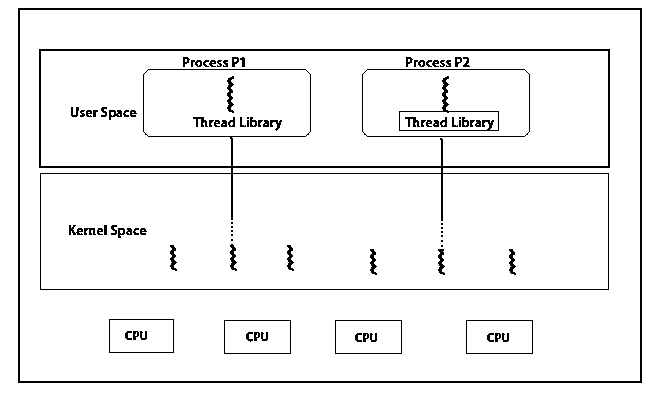 Process P1
Process P2
User Space
Thread Library
Thread Library
Kernel Space
CPU
CPU
CPU
CPU